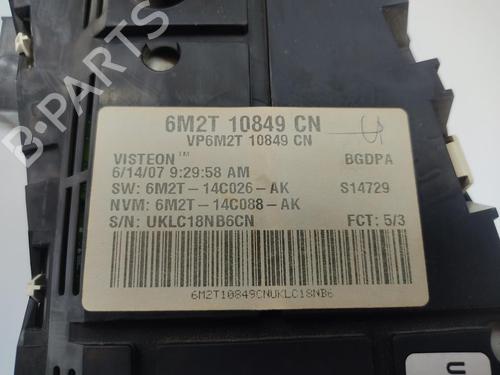 B-PARTS
6M2T 10849 CN
VP6M2T 10849 CN
VISTEON™ BGDPA
6/14/07 9:29:58 AM
SW: 6M2T-14C026-AK S14729
NVM: 6M2T-14C088-AK
S/N: UKLC18NB6CN FCT: 5/3
6M2T10849CNUKLC18NB6